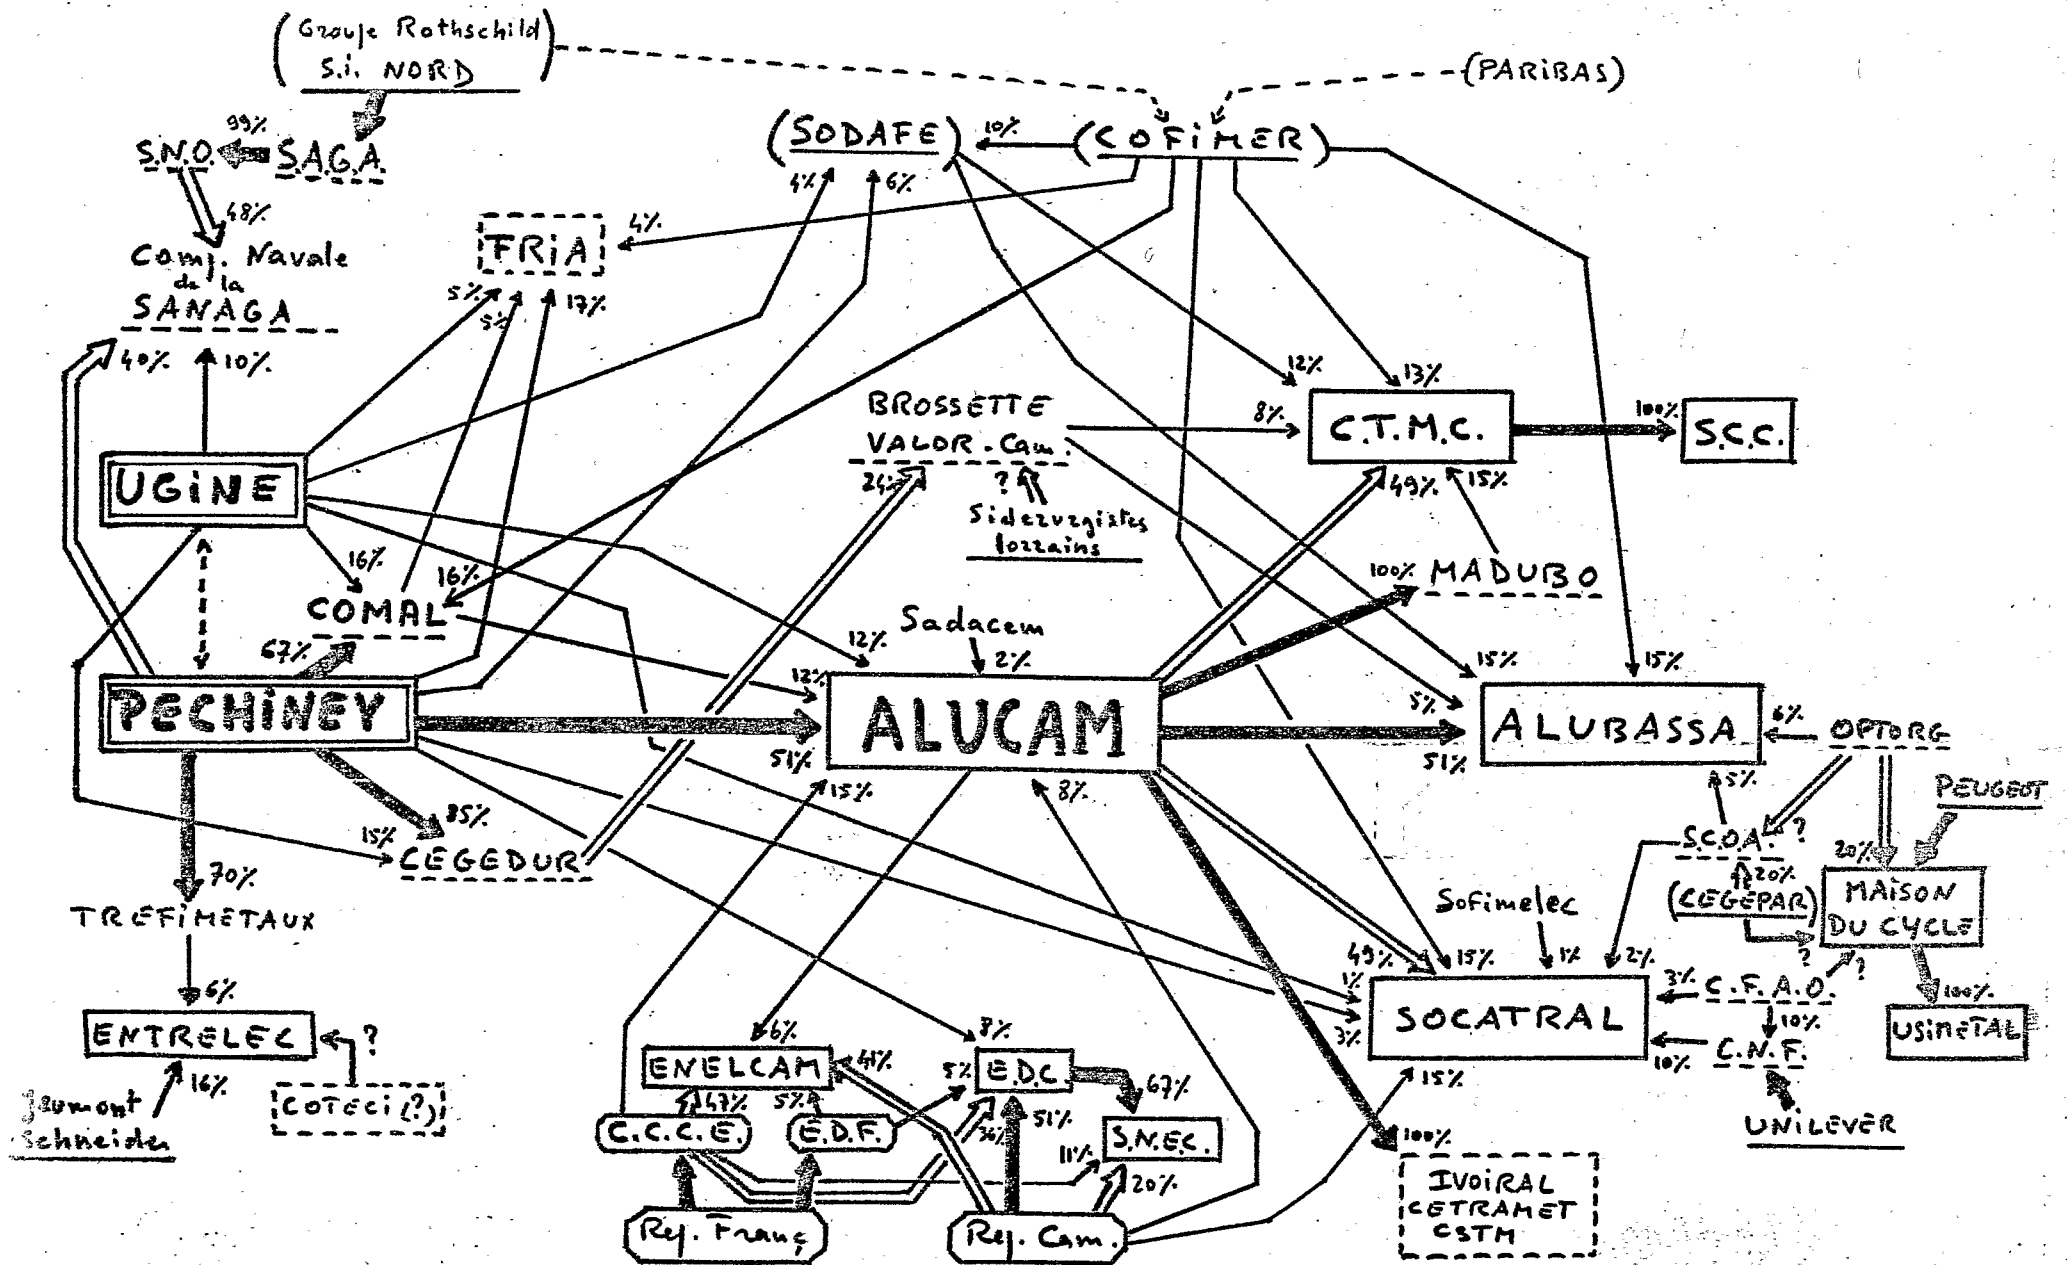 (Groupe Rothschild)
S.i. NORD
(PARiBAS)
99%
S.N.O.
S.A.G.A.
(SODAFE)
10%
(COFiMER)
4%
6%
48%
Comp. Navale
de la
SANAGA
FRiA
4%
5%
5%
17%
40%
10%
12%
13%
BROSSETTE
VALOR.Cam.
8%
C.T.M.C.
100%
S.C.C.
UGiNE
24%
?
49%
15%
Siderurgistes
lorrains
16%
16%
COMAL
100%
MADUBO
Sadacem
67%
12%
2%
12%
15%
15%
PECHiNEY
ALUCAM
5%
ALUBASSA
6%
OPTORG
51%
51%
15%
8%
5%
PEUGEOT
85%
15%
CEGEDUR
S.C.O.A.
?
20%
70%
20%
(CEGEPAR)
MAiSON
DU CYCLE
TREFiMETAUX
Sofimelec
49%
15%
1%
2%
?
?
1%
3%
C.F.A.O.
100%
6%
SOCATRAL
ENTRELEC
?
6%
8%
3%
10%
USiMETAL
ENELCAM
41%
5%
E.D.C.
67%
10%
C.N.F.
16%
15%
Jeumont
Schneider
COTECi(?)
47%
5%
C.C.C.E.
E.D.F.
36%
51%
S.N.E.C.
UNiLEVER
11%
20%
100%
IVOiRAL
CETRAMET
CSTM
Rep. Franç
Rep. Cam.